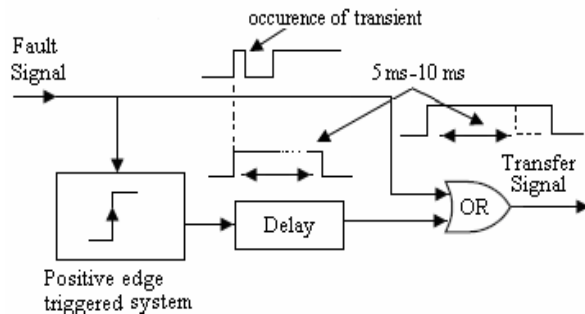 occurence of transient
Fault
Signal
5 ms-10 ms
Transfer
Signal
OR
Delay
Positive edge
triggered system